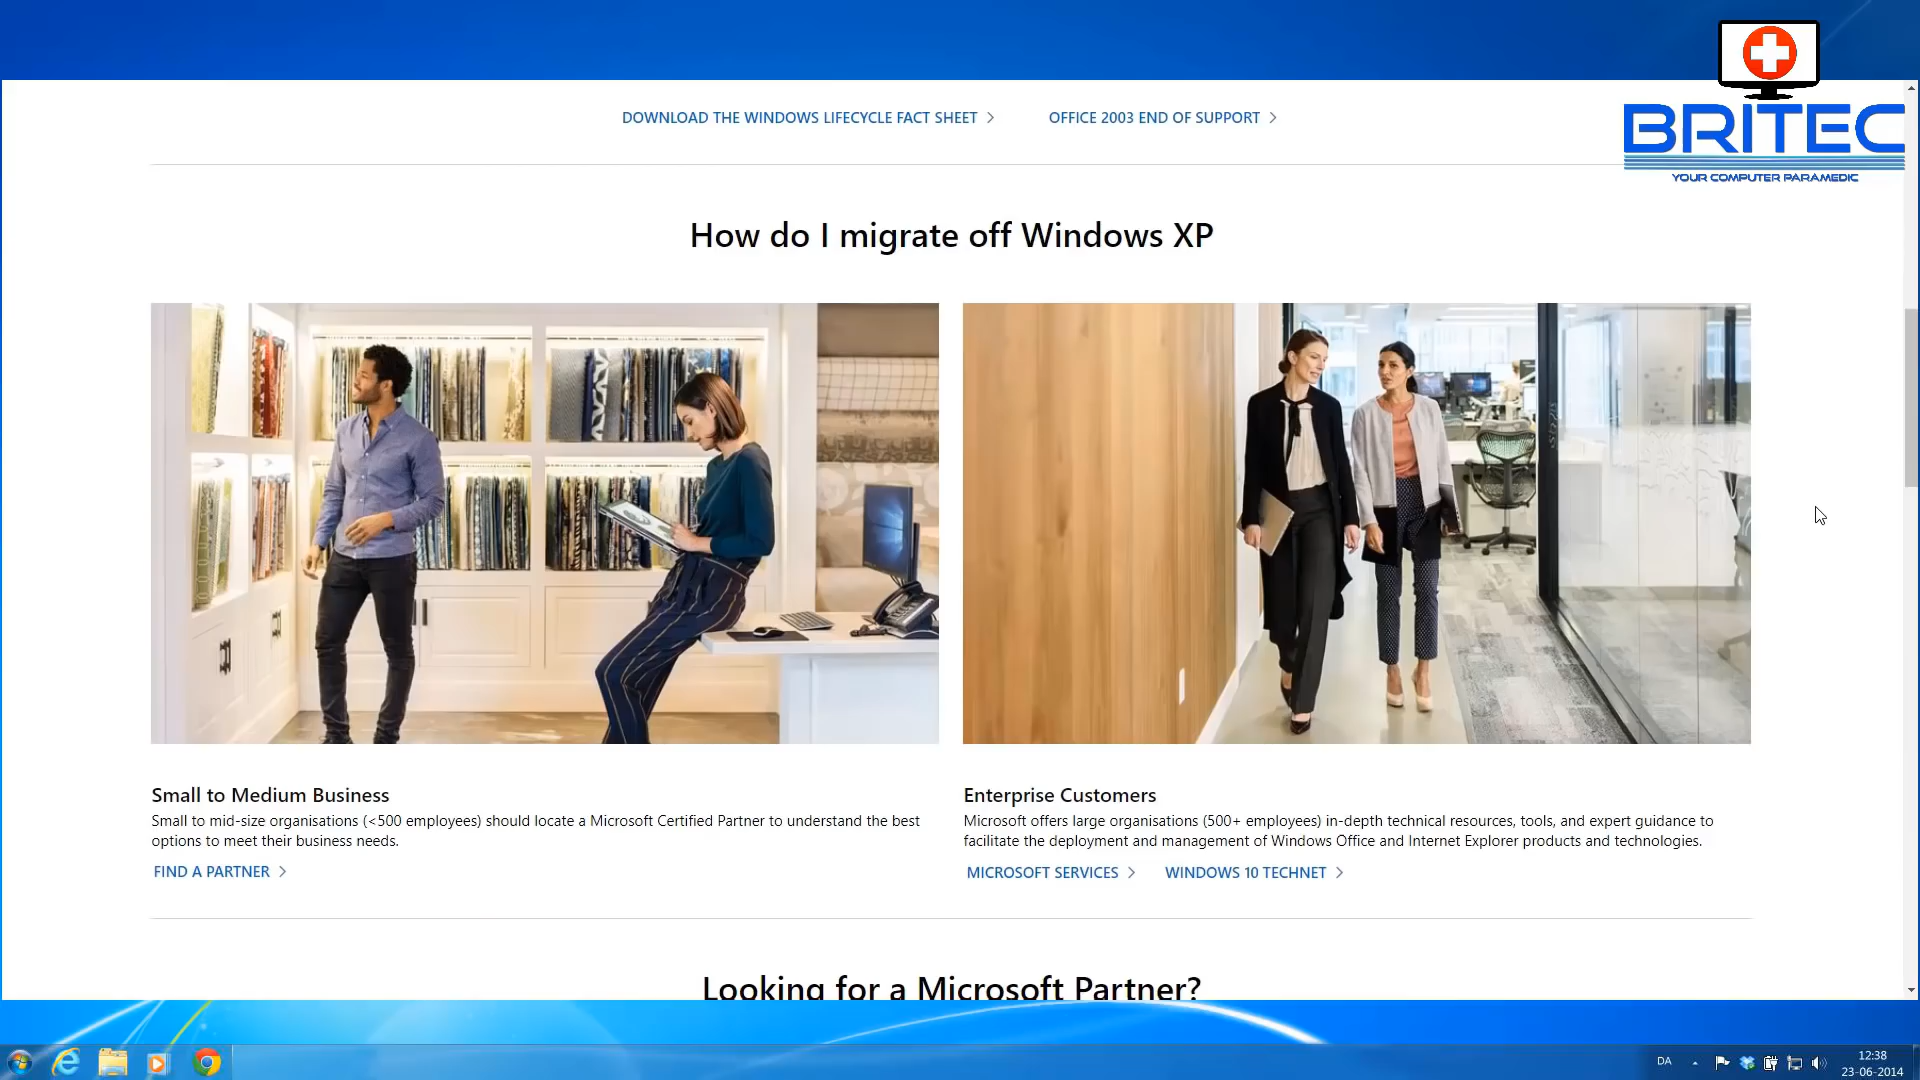 DOWNLOAD THE WINDOWS LIFECYCLE FACT SHEET
OFFICE 2003 END OF SUPPORT
BRITEC
YOUR COMPUTER PARAMEDIC
How do I migrate off Windows XP
Small to Medium Business
Small to mid-size organisations (<500 employees) should locate a Microsoft Certified Partner to understand the best
options to meet their business needs.
FIND A PARTNER
Enterprise Customers
Microsoft offers large organisations (500+ employees) in-depth technical resources, tools, and expert guidance to
facilitate the deployment and management of Windows Office and Internet Explorer products and technologies.
MICROSOFT SERVICES
WINDOWS 10 TECHNET
Looking for a Microsoft Partner?
DA
12:38
23-06-2014